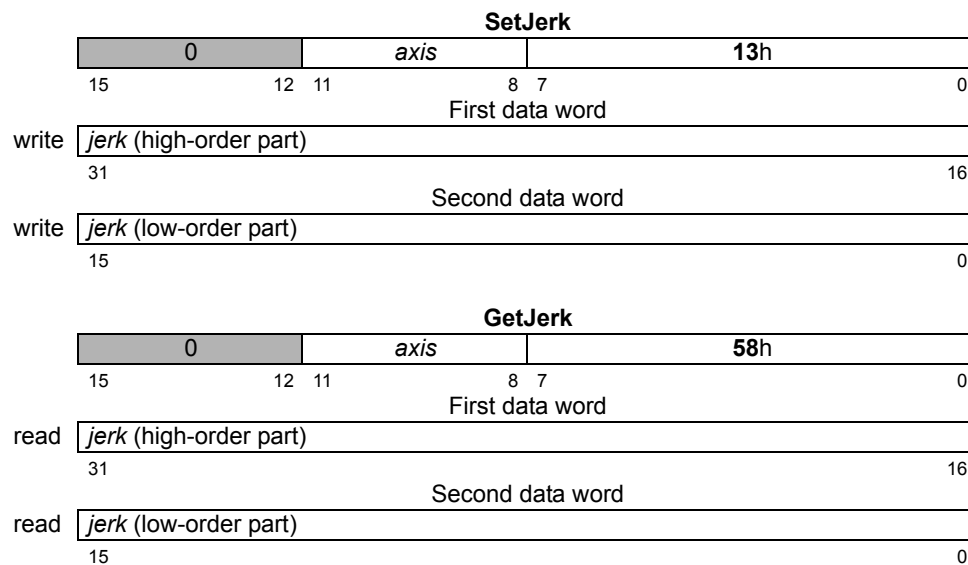 SetJerk
0 axis 13h
15 12 11 8 7 0
First data word
write jerk (high-order part)
31 16
Second data word
write jerk (low-order part)
15 0
GetJerk
0 axis 58h
15 12 11 8 7 0
First data word
read jerk (high-order part)
31 16
Second data word
read jerk (low-order part)
15 0